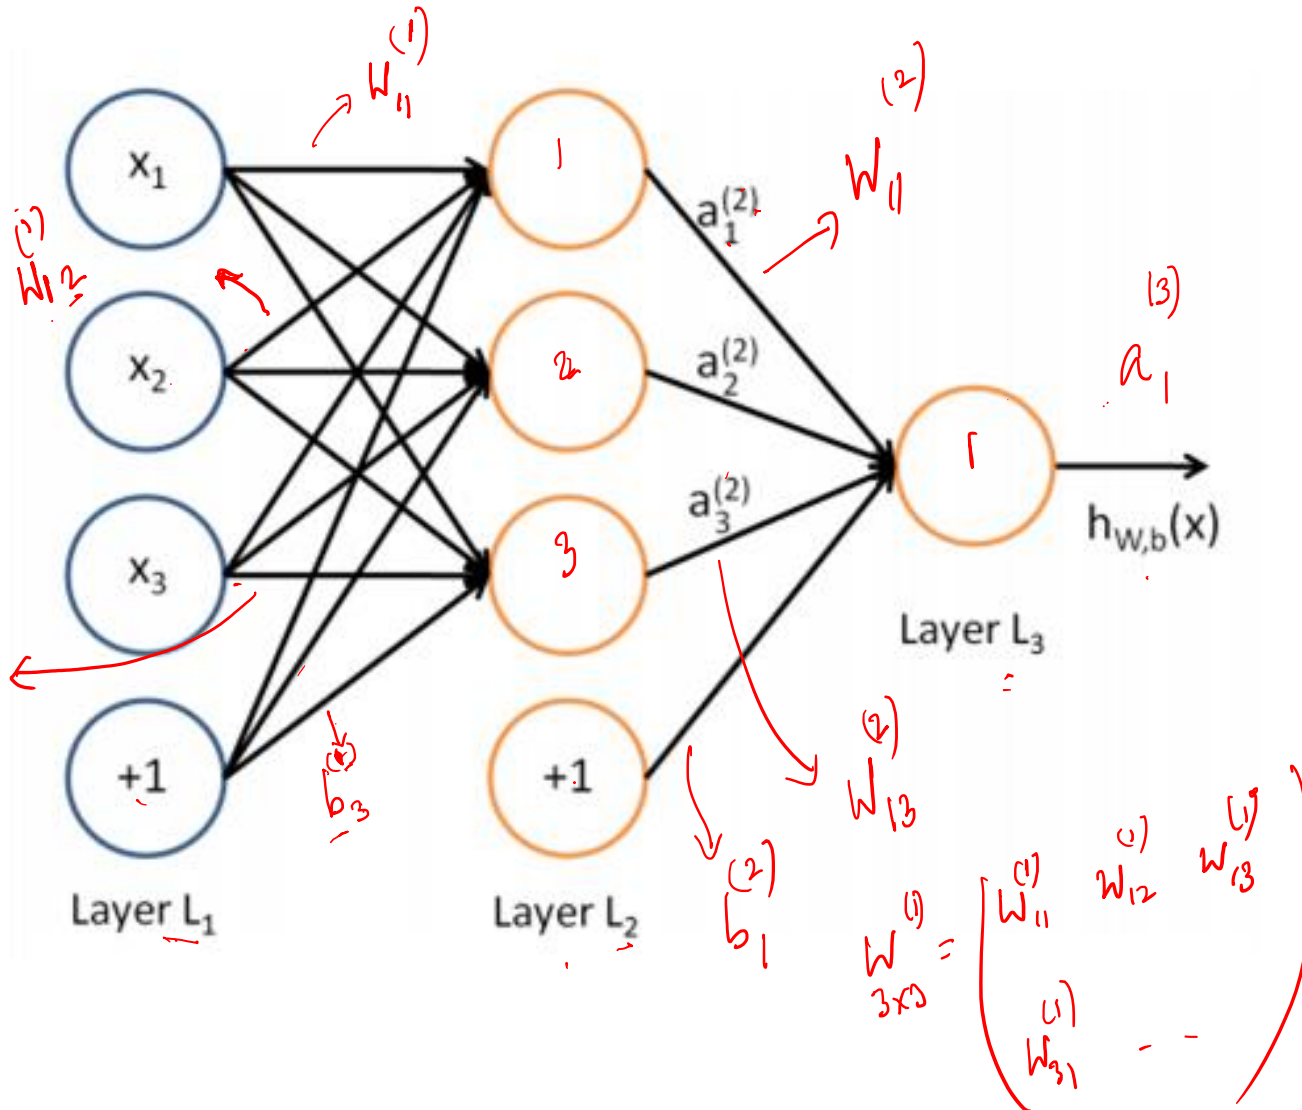 W₁₁⁽¹⁾
W₁₁⁽²⁾
x₁
1
a₁⁽²⁾
W₁₂⁽¹⁾
x₂
2
a₂⁽²⁾
a₁⁽³⁾
1
h_W,b(x)
x₃
3
a₃⁽²⁾
Layer L₃
+1
b₃
+1
W₁₃⁽²⁾
b₁⁽²⁾
Layer L₁
Layer L₂
W⁽¹⁾ = ( W₁₁⁽¹⁾ W₁₂⁽¹⁾ W₁₃⁽¹⁾
3x3
W₃₁⁽¹⁾ - - )